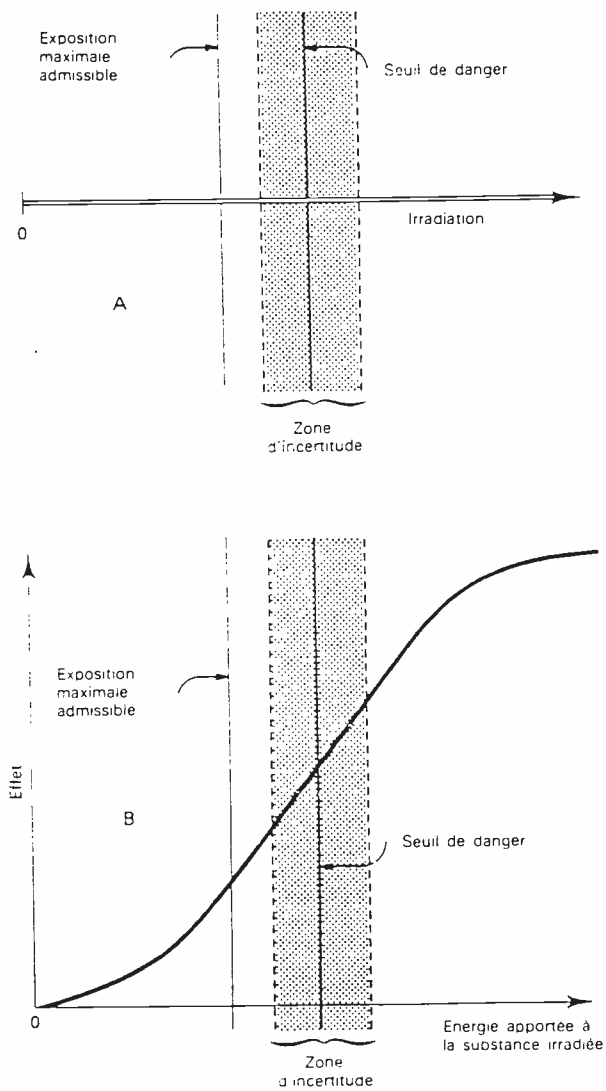 Exposition
maximale
admissible
Seuil de danger
0
Irradiation
A
Zone
d'incertitude
Exposition
maximale
admissible
Effet
B
Seuil de danger
0
Energie apportée à
la substance irradiée
Zone
d'incertitude